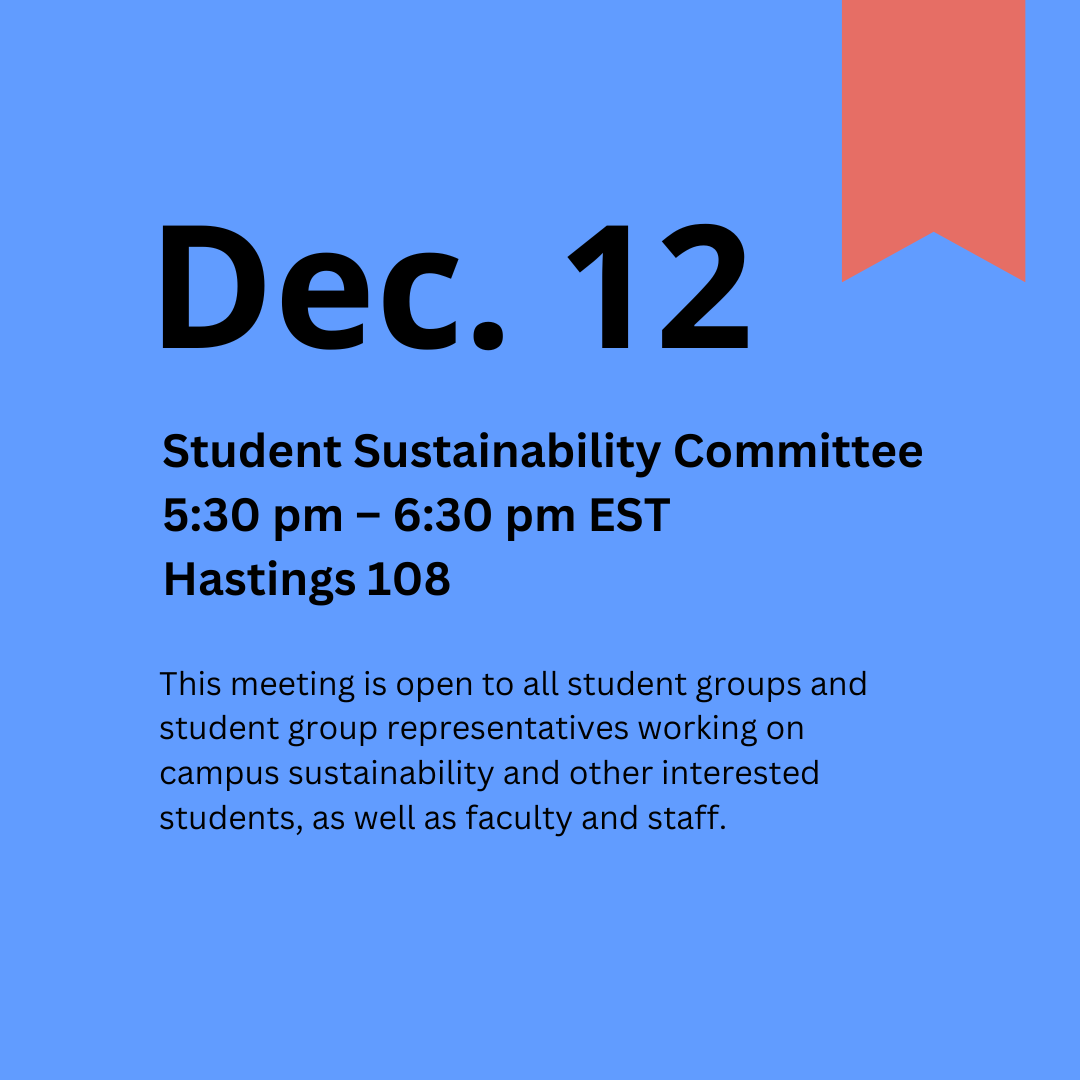 Dec. 12
Student Sustainability Committee
5:30 pm – 6:30 pm EST
Hastings 108
This meeting is open to all student groups and
student group representatives working on
campus sustainability and other interested
students, as well as faculty and staff.